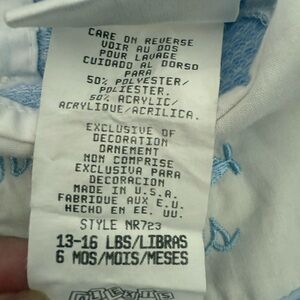 CARE ON REVERSE
VOIR AU DOS
POUR LAVAGE
CUIDADO AL DORSO
PARA
50% POLYESTER/
POLIESTER.
50% ACRYLIC/
ACRYLIQUE/ACRILICA.
EXCLUSIVE OF
DECORATION
ORNEMENT
NON COMPRISE
EXCLUSIVA PARA
DECORACION
MADE IN U.S.A.
FABRIQUE AUX E.U
HECHO EN EE. UU.
STYLE NR723
13-16 LBS/LIBRAS
6 MOS/MOIS/MESES